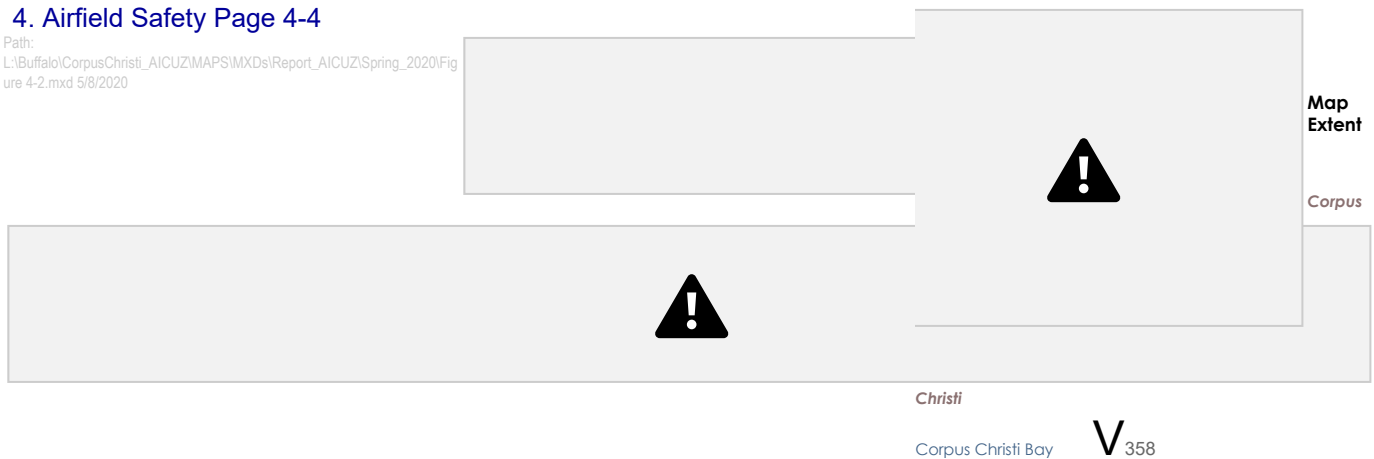 4. Airfield Safety Page 4-4
Path:
L:\Buffalo\CorpusChristi_AICUZ\MAPS\MXDs\Report_AICUZ\Spring_2020\Fig
ure 4-2.mxd 5/8/2020
Map
Extent
Corpus
Christi
Corpus Christi Bay V358